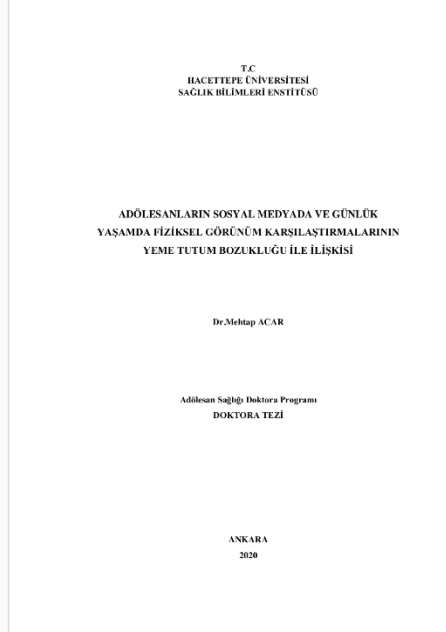 T.C
HACETTEPE ÜNİVERSİTESİ
SAĞLIK BİLİMLERİ ENSTİTÜSÜ
ADÖLESANLARIN SOSYAL MEDYADA VE GÜNLÜK
YAŞAMDA FİZİKSEL GÖRÜNÜM KARŞILAŞTIRMALARININ
YEME TUTUM BOZUKLUĞU İLE İLİŞKİSİ
Dr.Mehtap ACAR
Adölesan Sağlığı Doktora Programı
DOKTORA TEZİ
ANKARA
2020